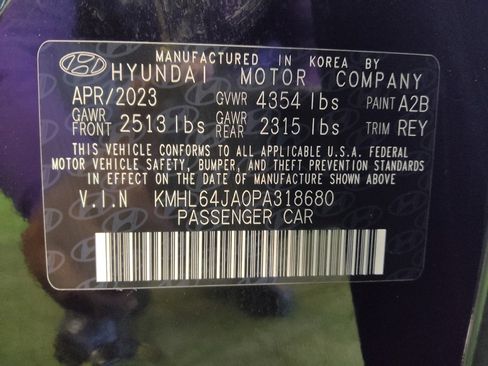 MANUFACTURED IN KOREA BY
HYUNDAI MOTOR COMPANY
APR/2023 GVWR 4354 lbs PAINT A2B
GAWR FRONT 2513 lbs GAWR REAR 2315 lbs TRIM REY
THIS VEHICLE CONFORMS TO ALL APPLICABLE U.S.A. FEDERAL
MOTOR VEHICLE SAFETY, BUMPER, AND THEFT PREVENTION STANDARDS
IN EFFECT ON THE DATE OF MANUFACTURE SHOWN ABOVE.
V.I.N KMHL64JA0PA318680
PASSENGER CAR